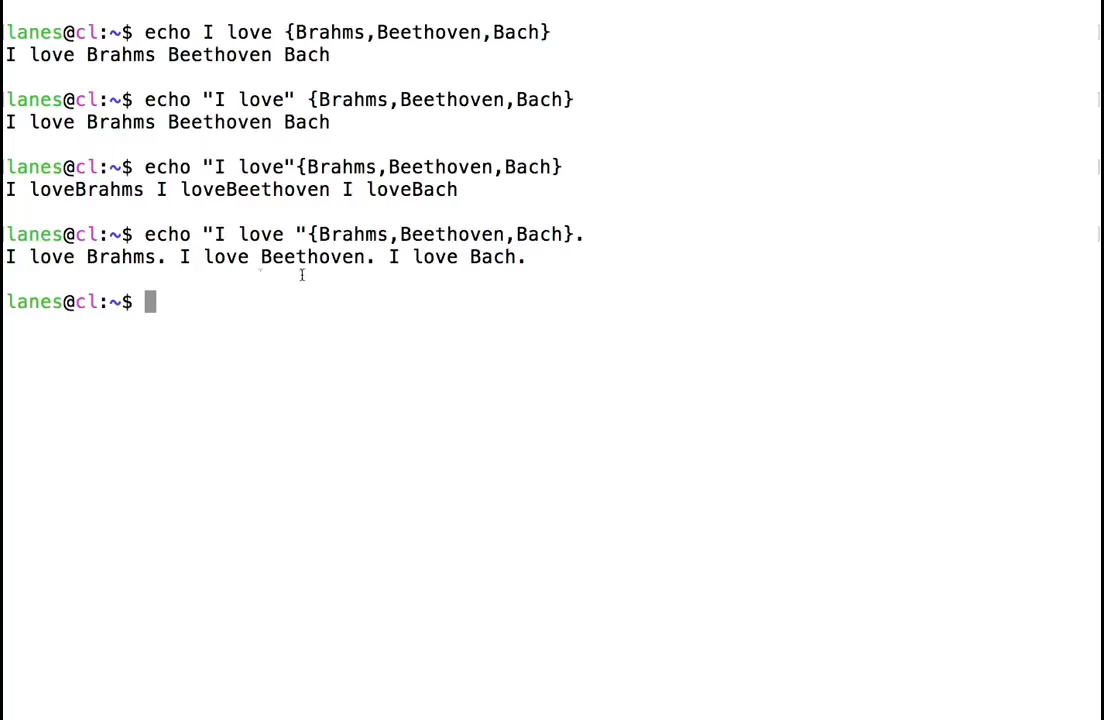 lanes@cl:~$ echo I love {Brahms,Beethoven,Bach}
I love Brahms Beethoven Bach
lanes@cl:~$ echo "I love" {Brahms,Beethoven,Bach}
I love Brahms Beethoven Bach
lanes@cl:~$ echo "I love"{Brahms,Beethoven,Bach}
I loveBrahms I loveBeethoven I loveBach
lanes@cl:~$ echo "I love "{Brahms,Beethoven,Bach}.
I love Brahms. I love Beethoven. I love Bach.
lanes@cl:~$